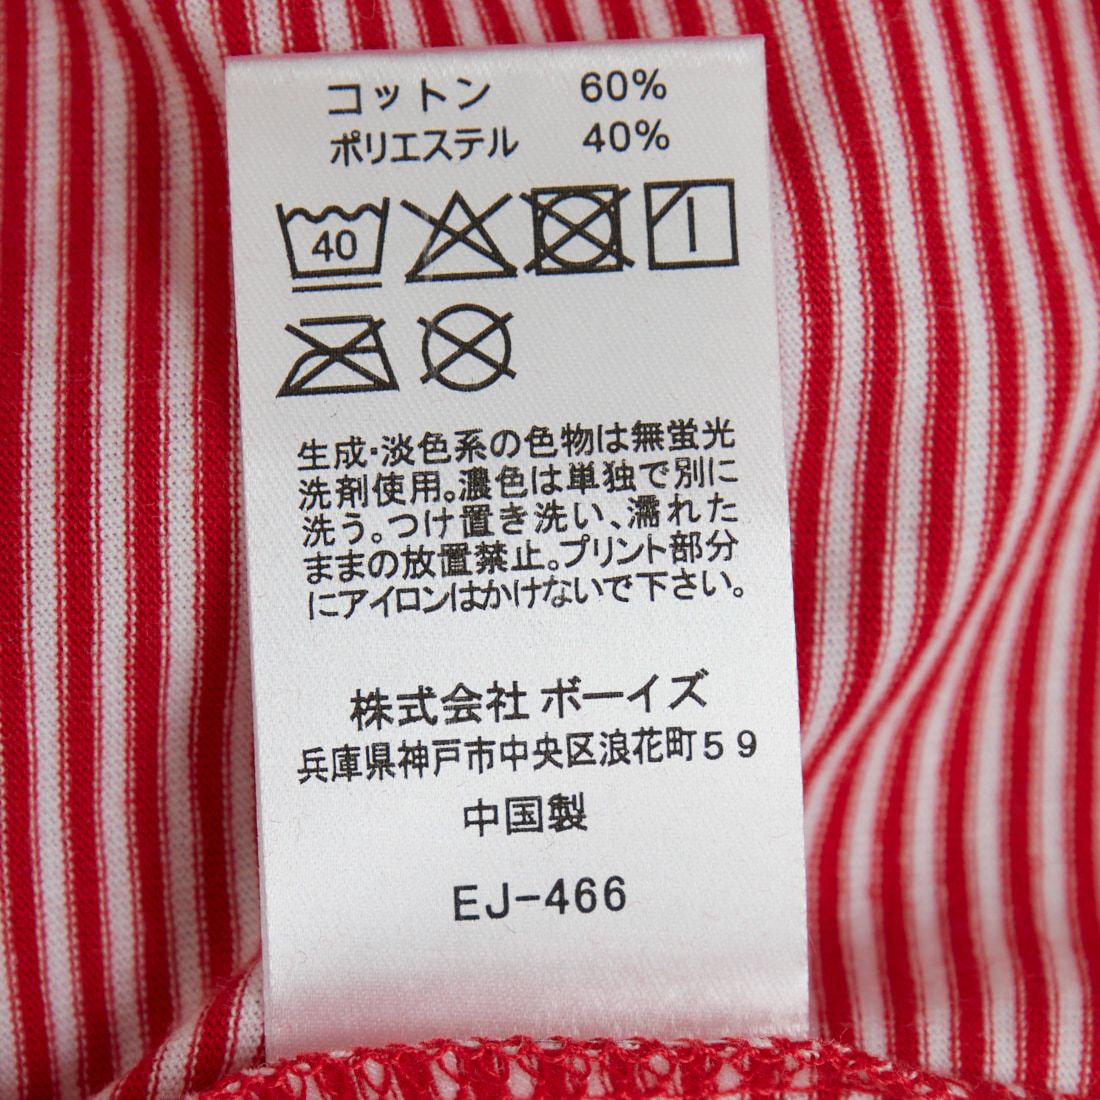 コットン 60%
ポリエステル 40%
40
生成・淡色系の色物は無蛍光
洗剤使用。濃色は単独で別に
洗う。つけ置き洗い、濡れた
ままの放置禁止。プリント部分
にアイロンはかけないで下さい。
株式会社 ボーイズ
兵庫県神戸市中央区浪花町59
中国製
EJ-466